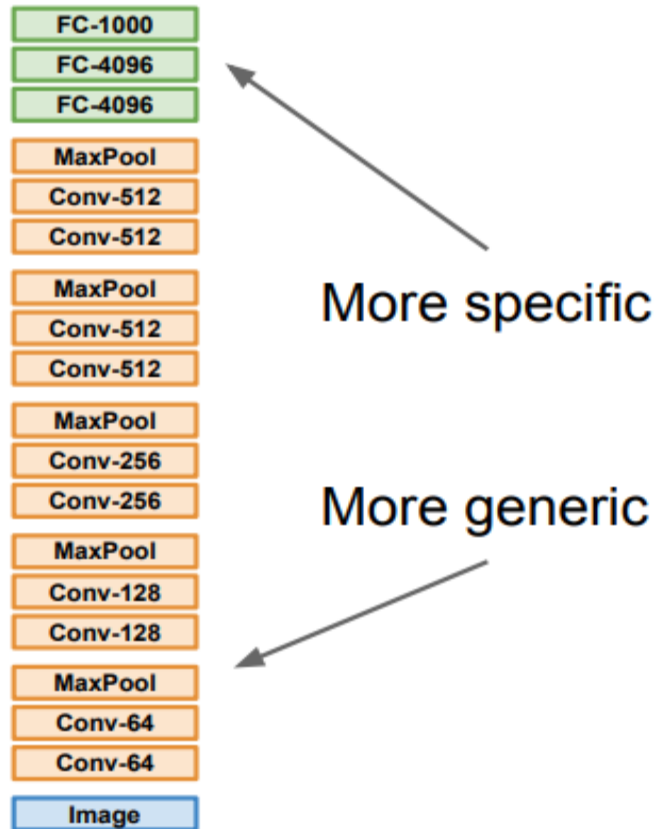 FC-1000
FC-4096
FC-4096
MaxPool
Conv-512
Conv-512
MaxPool
Conv-512
Conv-512
More specific
MaxPool
Conv-256
Conv-256
More generic
MaxPool
Conv-128
Conv-128
MaxPool
Conv-64
Conv-64
Image